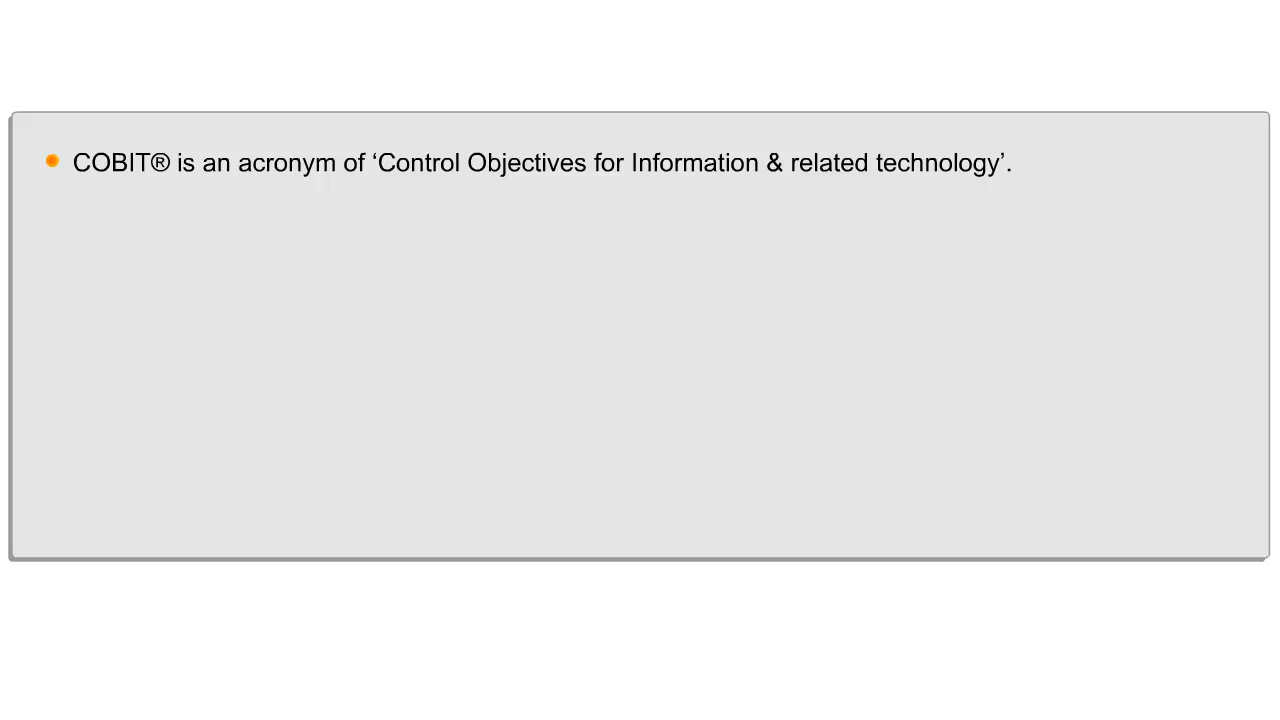 COBIT® is an acronym of ‘Control Objectives for Information & related technology’.